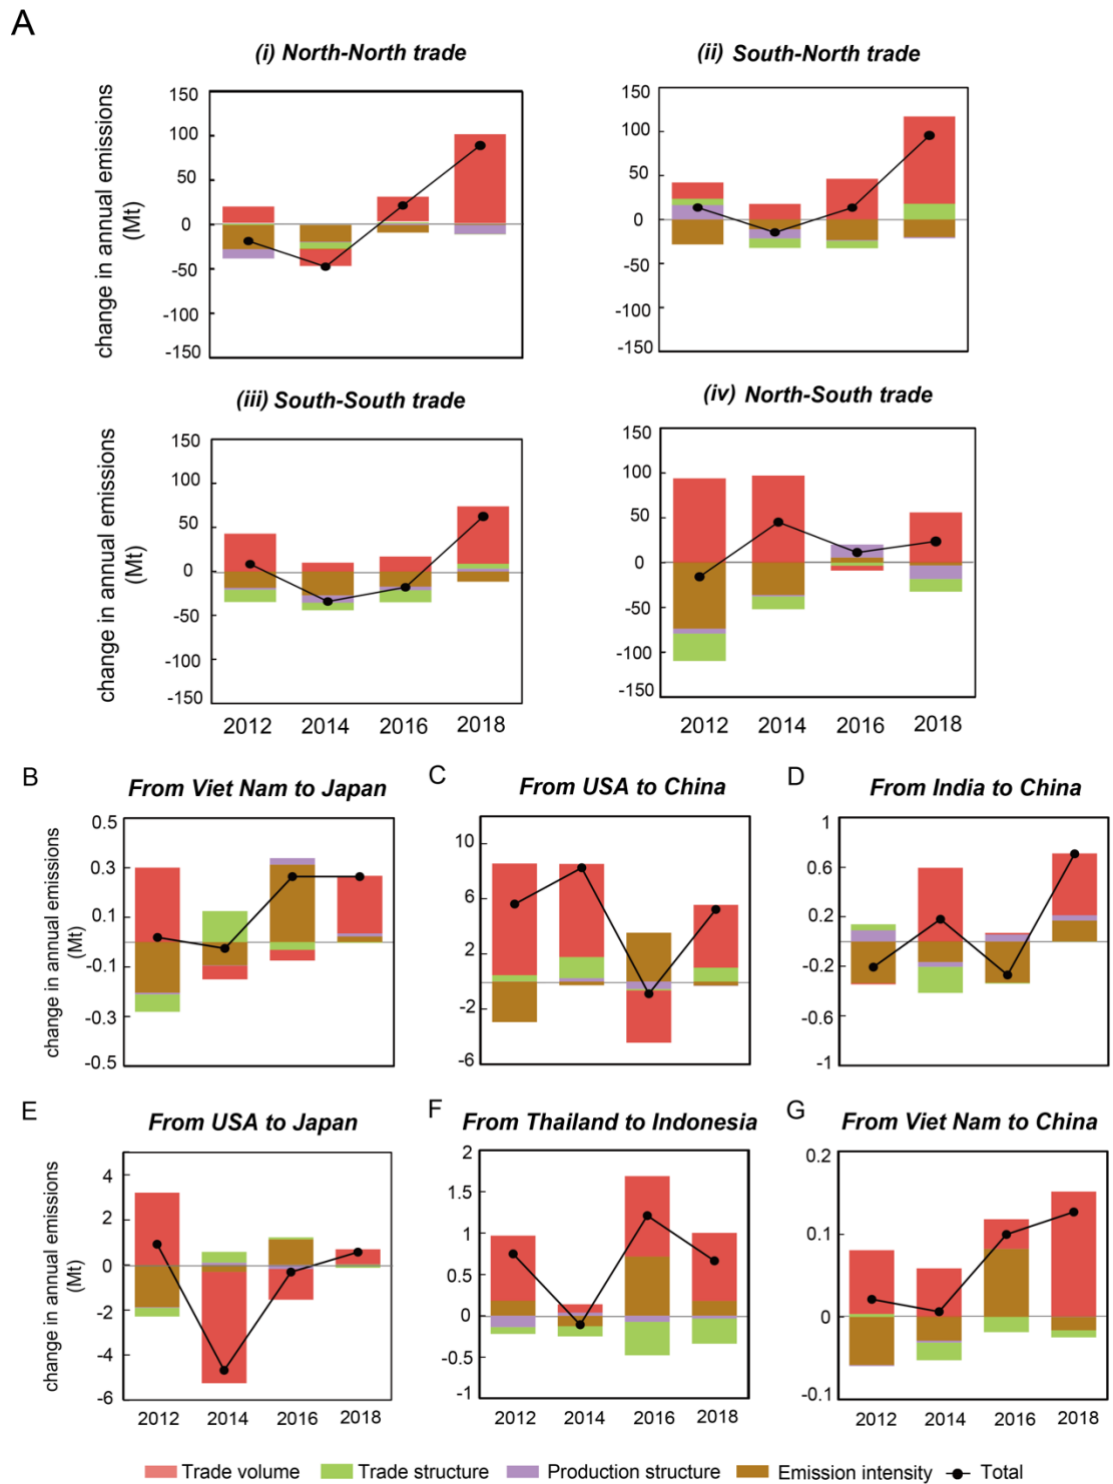 A
(i) North-North trade
(ii) South-North trade
change in annual emissions
(Mt)
150
100
50
0
-50
-100
-150
150
100
50
0
-50
-100
-150
(iii) South-South trade
(iv) North-South trade
change in annual emissions
(Mt)
150
100
50
0
-50
-100
-150
150
100
50
0
-50
-100
-150
2012 2014 2016 2018
2012 2014 2016 2018
B
From Viet Nam to Japan
C
From USA to China
D
From India to China
change in annual emissions
(Mt)
0.5
0.3
0.1
-0.1
-0.3
-0.5
10
6
2
-2
-6
1
0.6
0.2
-0.2
-0.6
-1
E
From USA to Japan
F
From Thailand to Indonesia
G
From Viet Nam to China
change in annual emissions
(Mt)
4
2
0
-2
-4
-6
2
1.5
1
0.5
0
-0.5
-1
0.2
0.1
0
-0.1
2012 2014 2016 2018
2012 2014 2016 2018
2012 2014 2016 2018
Trade volume Trade structure Production structure Emission intensity Total